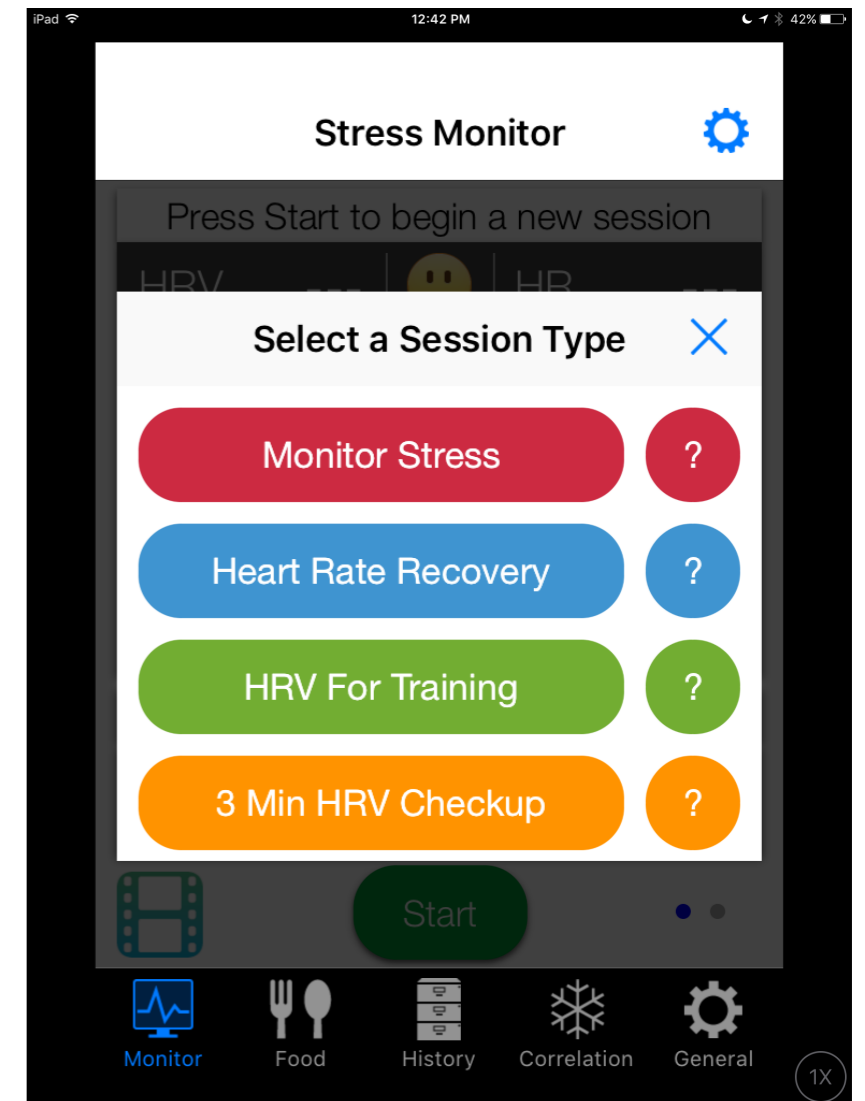 iPad 12:42 PM 42%
Stress Monitor
Press Start to begin a new session
HRV --- HR ---
Select a Session Type
Monitor Stress ?
Heart Rate Recovery ?
HRV For Training ?
3 Min HRV Checkup ?
Start
Monitor Food History Correlation General
1X